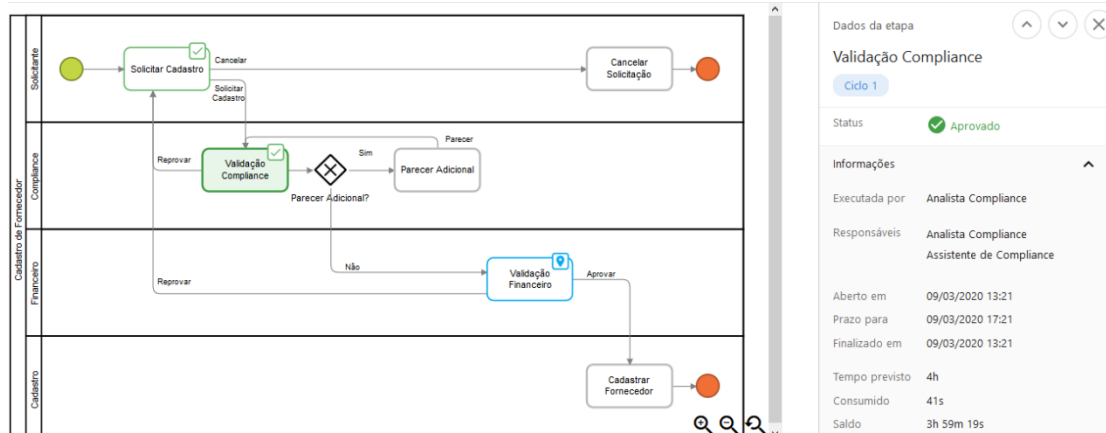 Cadastro de Fornecedor
Solicitante
Solicitar Cadastro
Cancelar
Cancelar
Solicitação
Solicitar
Cadastro
Compliance
Reprovar
Validação
Compliance
Sim
Parecer
Parecer Adicional
Parecer Adicional?
Financeiro
Não
Reprovar
Validação
Financeiro
Aprovar
Cadastro
Cadastrar
Fornecedor
Dados da etapa
Validação Compliance
Ciclo 1
Status Aprovado
Informações
Executada por Analista Compliance
Responsáveis Analista Compliance
Assistente de Compliance
Aberto em 09/03/2020 13:21
Prazo para 09/03/2020 17:21
Finalizado em 09/03/2020 13:21
Tempo previsto 4h
Consumido 41s
Saldo 3h 59m 19s